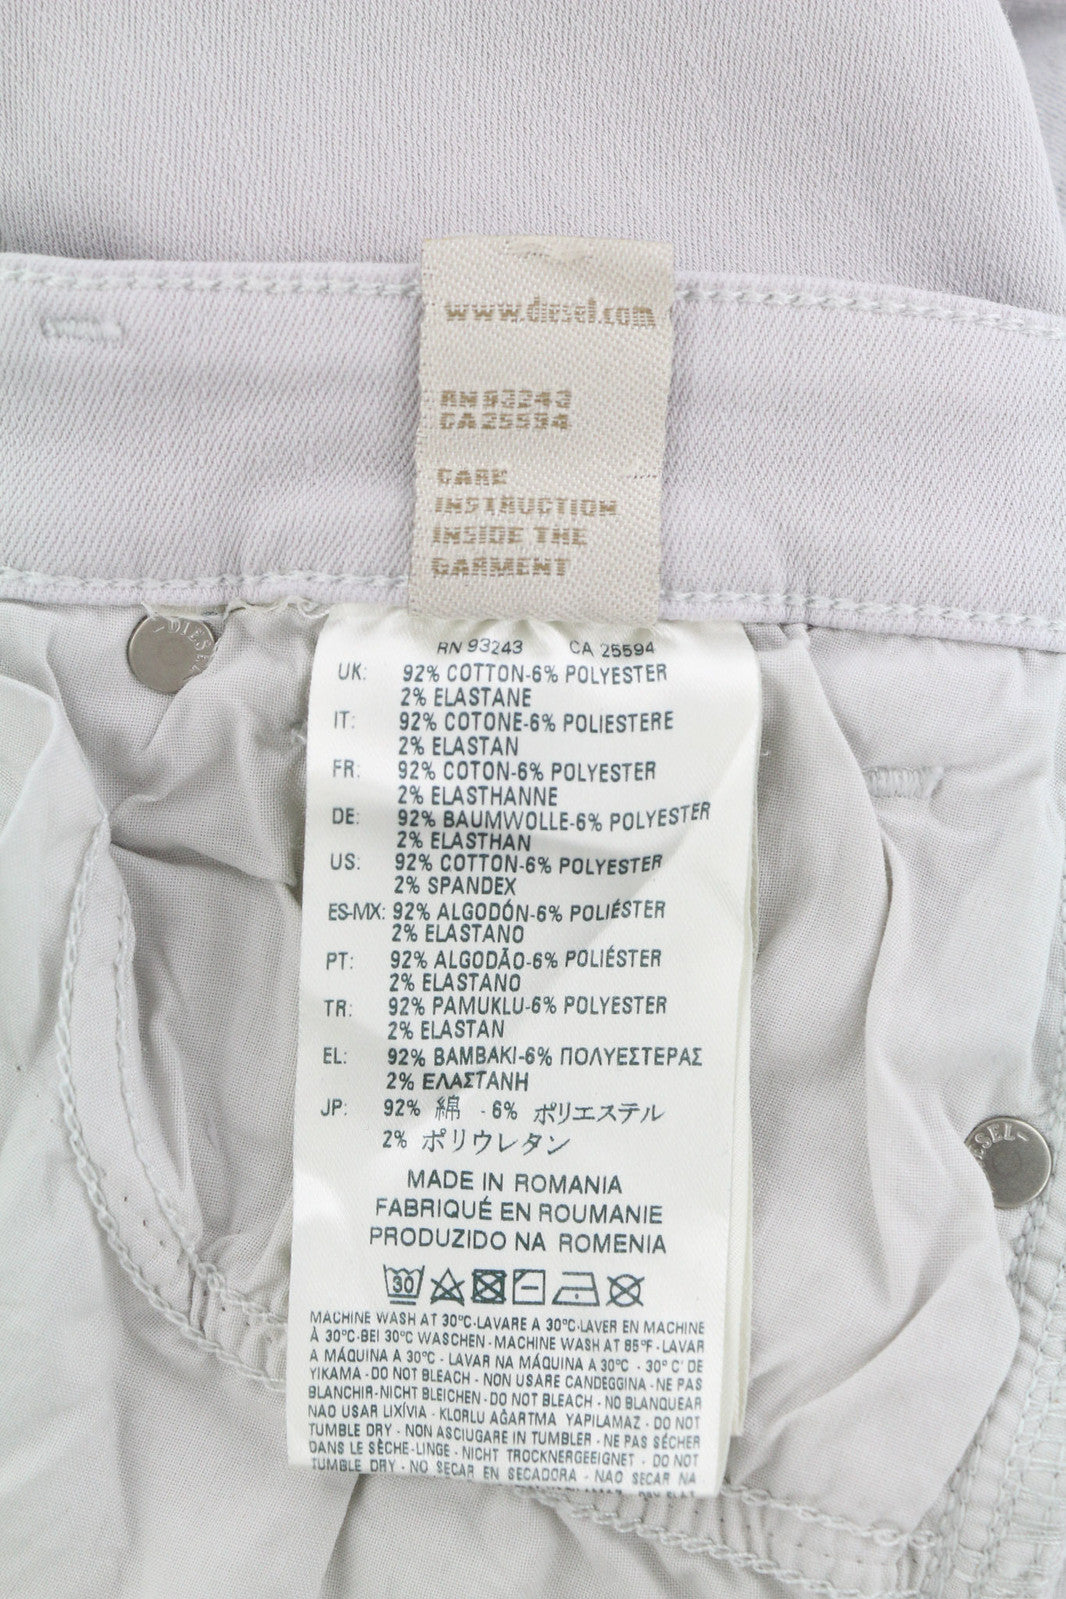 www.diesel.com
RN 93243
CA 25594
CARE
INSTRUCTION
INSIDE THE
GARMENT
DIESEL
RN 93243 CA 25594
UK: 92% COTTON-6% POLYESTER
2% ELASTANE
IT: 92% COTONE-6% POLIESTERE
2% ELASTAN
FR: 92% COTON-6% POLYESTER
2% ELASTHANNE
DE: 92% BAUMWOLLE-6% POLYESTER
2% ELASTHAN
US: 92% COTTON-6% POLYESTER
2% SPANDEX
ES-MX: 92% ALGODÓN-6% POLIÉSTER
2% ELASTANO
PT: 92% ALGODÃO-6% POLIÉSTER
2% ELASTANO
TR: 92% PAMUKLU-6% POLYESTER
2% ELASTAN
EL: 92% BAMBAKI-6% ΠΟΛΥΕΣΤΕΡΑΣ
2% ΕΛΑΣΤΑΝΗ
JP: 92% 綿 - 6% ポリエステル
2% ポリウレタン
-SEL-
MADE IN ROMANIA
FABRIQUÉ EN ROUMANIE
PRODUZIDO NA ROMENIA
30
MACHINE WASH AT 30°C-LAVARE A 30°C-LAVER EN MACHINE
À 30°C-BEI 30°C WASCHEN - MACHINE WASH AT 85°F - LAVAR
A MÁQUINA A 30°C - LAVAR NA MÁQUINA A 30°C - 30° C' DE
YIKAMA - DO NOT BLEACH - NON USARE CANDEGGINA - NE PAS
BLANCHIR-NICHT BLEICHEN - DO NOT BLEACH - NO BLANQUEAR
NAO USAR LIXÍVIA - KLORLU AĞARTMA YAPILAMAZ - DO NOT
TUMBLE DRY - NON ASCIUGARE IN TUMBLER - NE PAS SÉCHER
DANS LE SÈCHE-LINGE - NICHT TROCKNERGEEIGNET - DO NOT
TUMBLE DRY - NO SECAR EN SECADORA - NAO SECAR NA